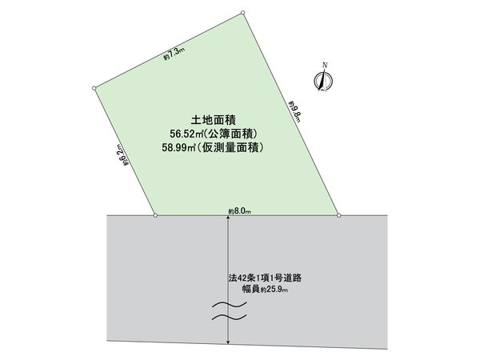 約7.3m
N
土地面積
56.52㎡(公簿面積)
58.99㎡(仮測量面積)
約9.8m
約6.2m
約8.0m
法42条1項1号道路
幅員約25.9m